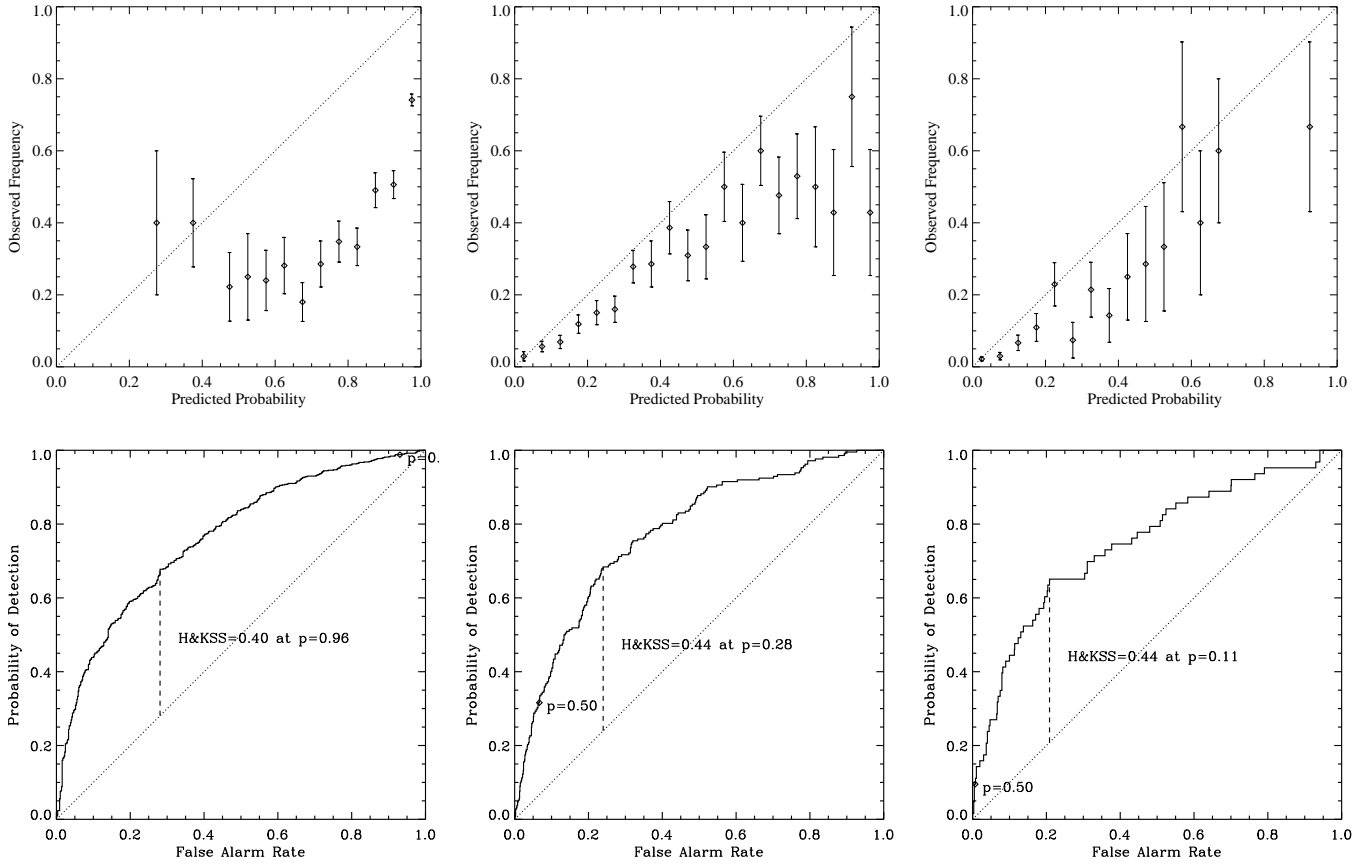 1.0
0.8
0.6
0.4
0.2
0.0
Observed Frequency
0.0 0.2 0.4 0.6 0.8 1.0
Predicted Probability
1.0
0.8
0.6
0.4
0.2
0.0
Observed Frequency
0.0 0.2 0.4 0.6 0.8 1.0
Predicted Probability
1.0
0.8
0.6
0.4
0.2
0.0
Observed Frequency
0.0 0.2 0.4 0.6 0.8 1.0
Predicted Probability
1.0
0.8
0.6
0.4
0.2
0.0
Probability of Detection
p=0.
H&KSS=0.40 at p=0.96
0.0 0.2 0.4 0.6 0.8 1.0
False Alarm Rate
1.0
0.8
0.6
0.4
0.2
0.0
Probability of Detection
H&KSS=0.44 at p=0.28
p=0.50
0.0 0.2 0.4 0.6 0.8 1.0
False Alarm Rate
1.0
0.8
0.6
0.4
0.2
0.0
Probability of Detection
H&KSS=0.44 at p=0.11
p=0.50
0.0 0.2 0.4 0.6 0.8 1.0
False Alarm Rate